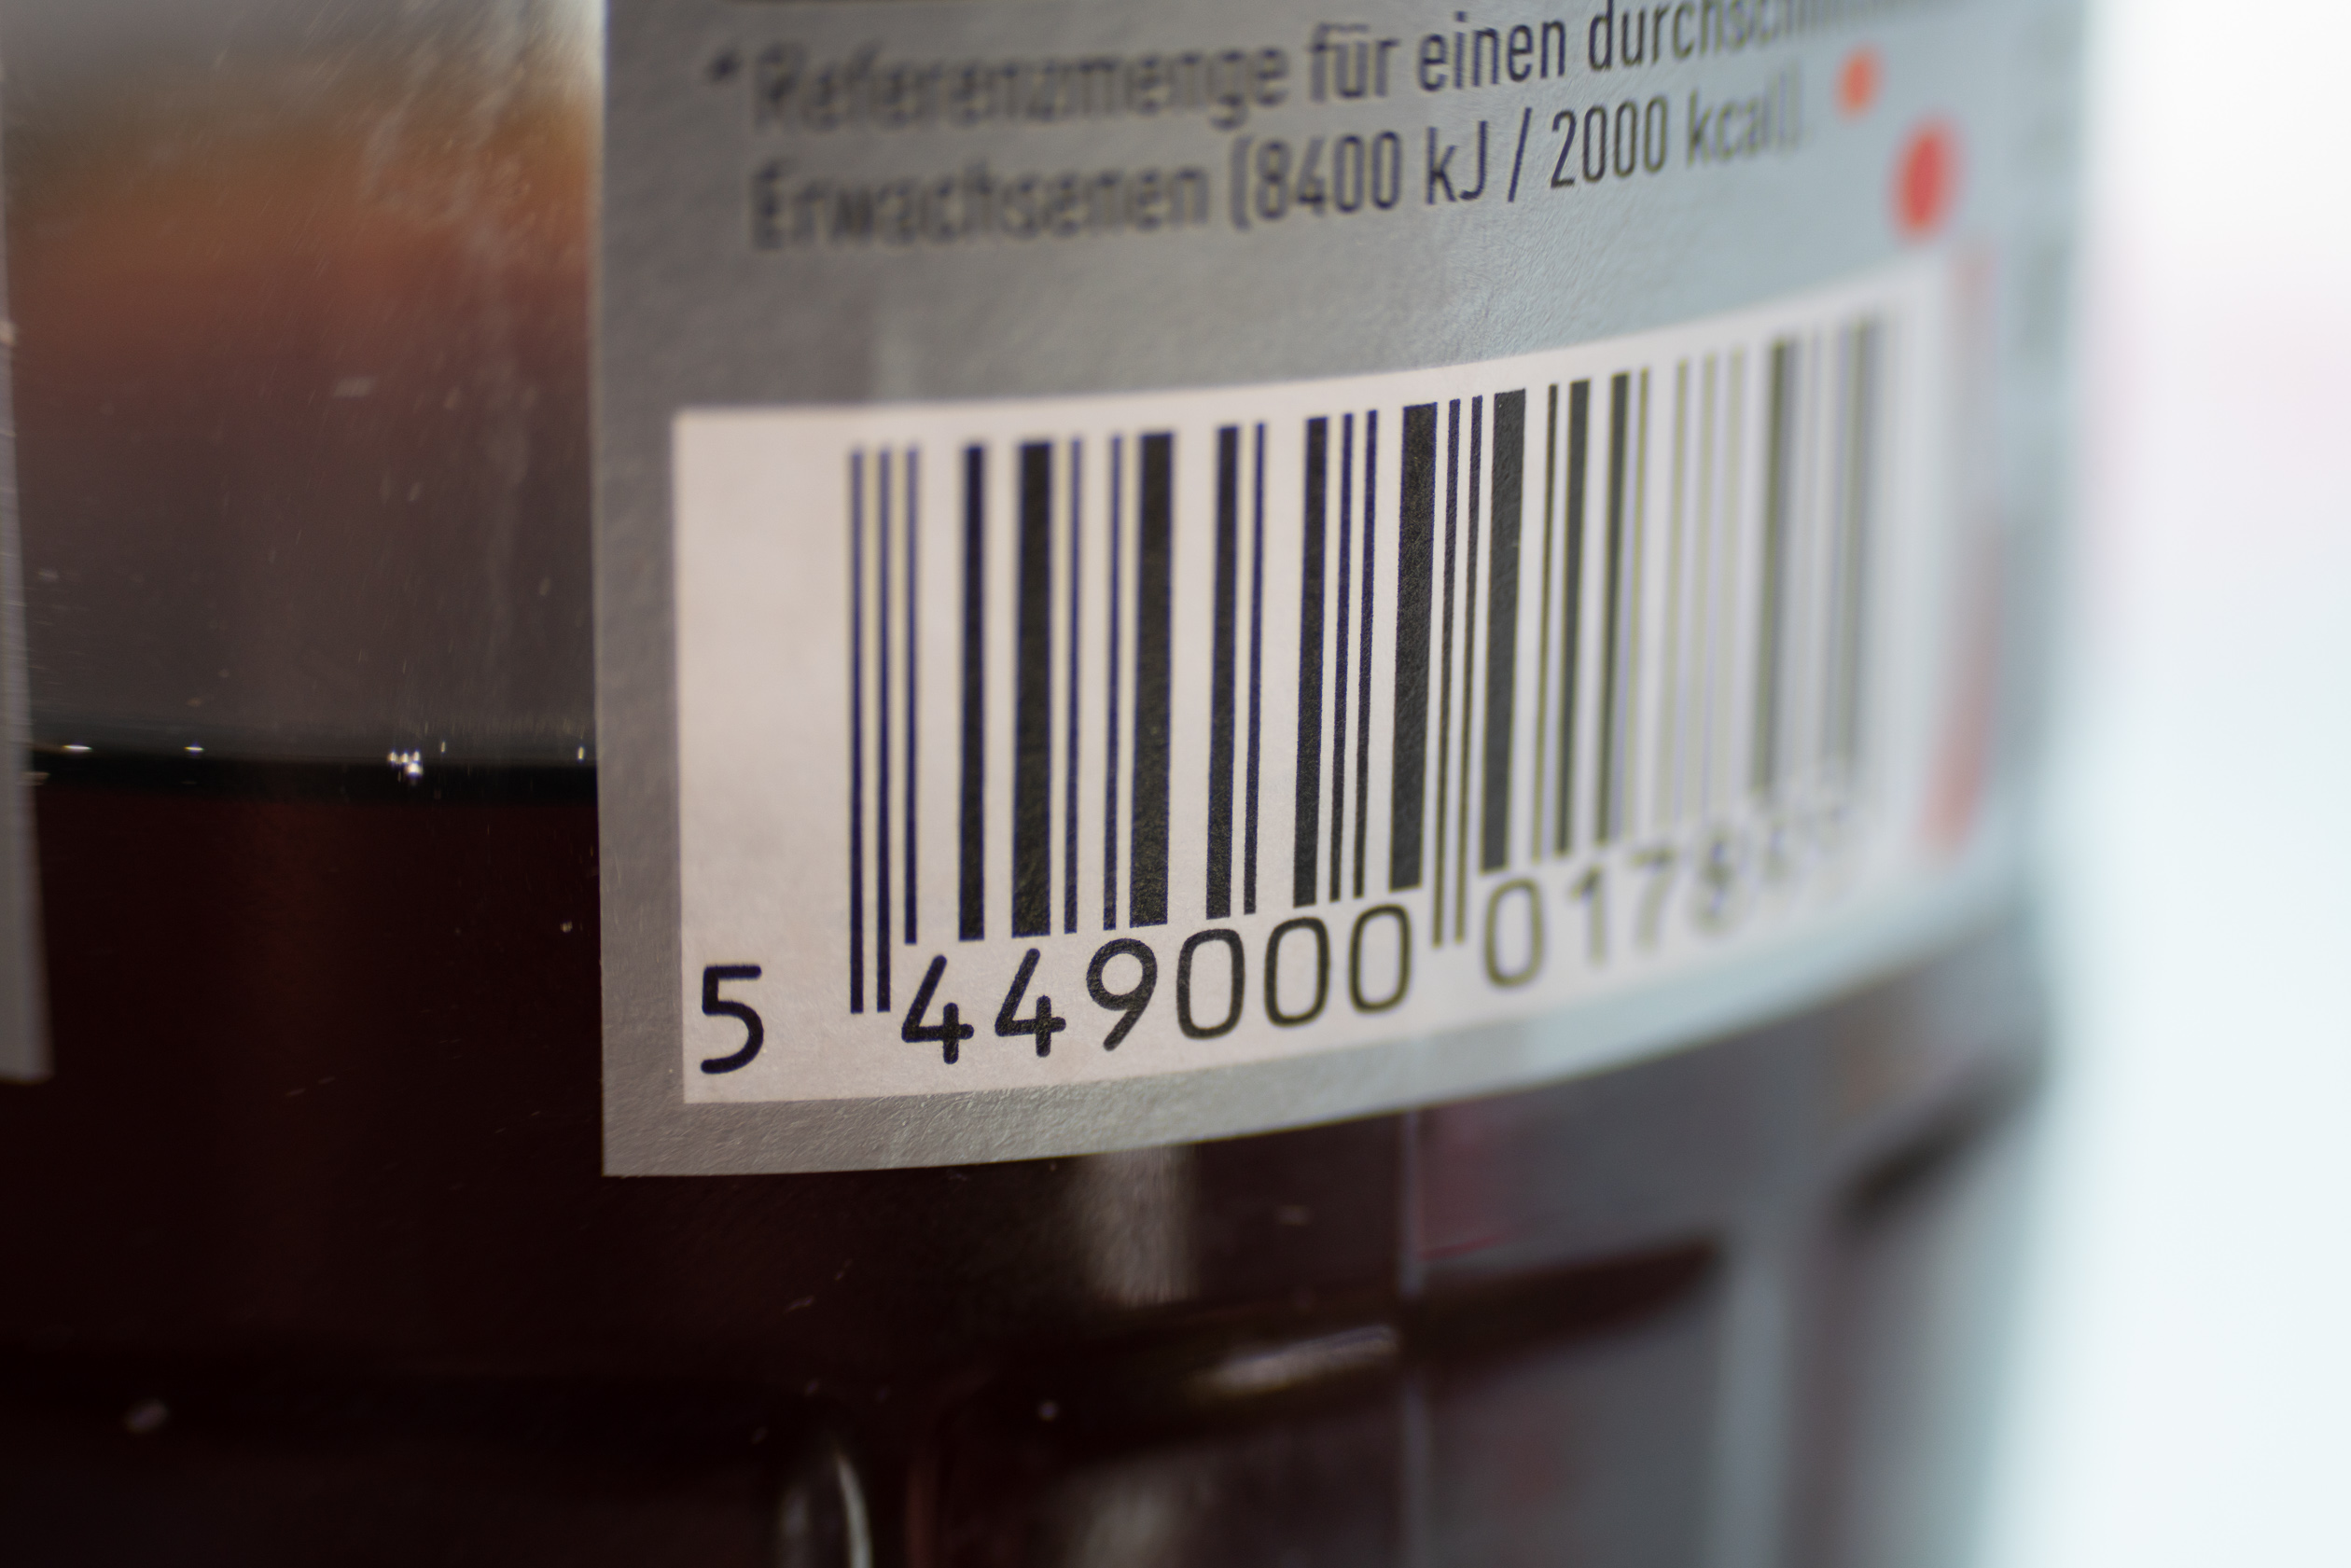 * Referenzmenge für einen
Erwachsenen (8400 kJ / 2000 kcal).
5 449000 017